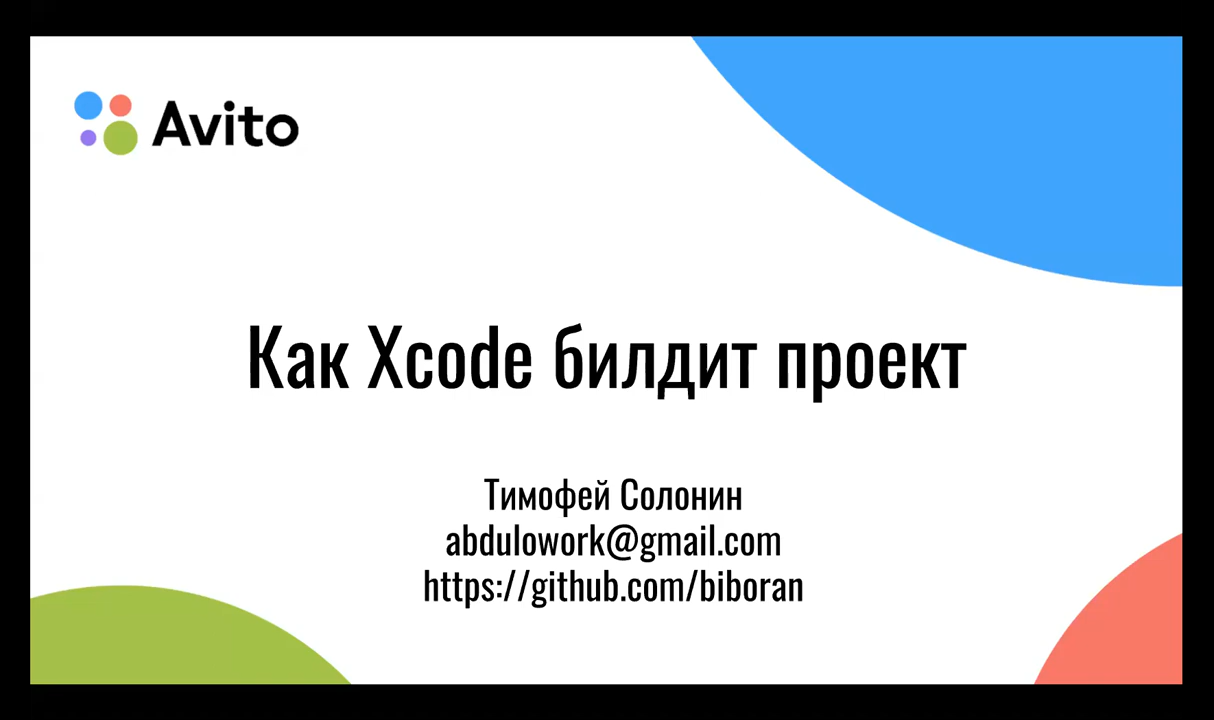 Avito
Как Xcode билдит проект
Тимофей Солонин
abdulowork@gmail.com
https://github.com/biboran